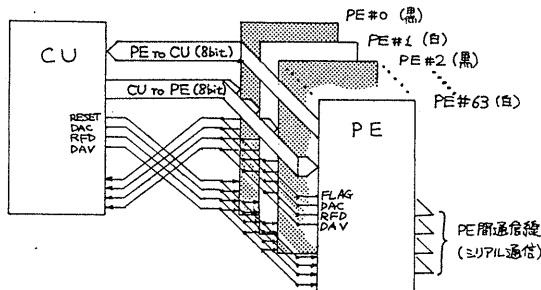 PE#0 (黒)
PE#1 (白)
PE#2 (黒)
PE#63 (白)
CU
PE to CU (8bit)
CU to PE (8bit)
RESET
DAC
RFD
DAV
PE
FLAG
DAC
RFD
DAV
PE間通信線
(シリアル通信)